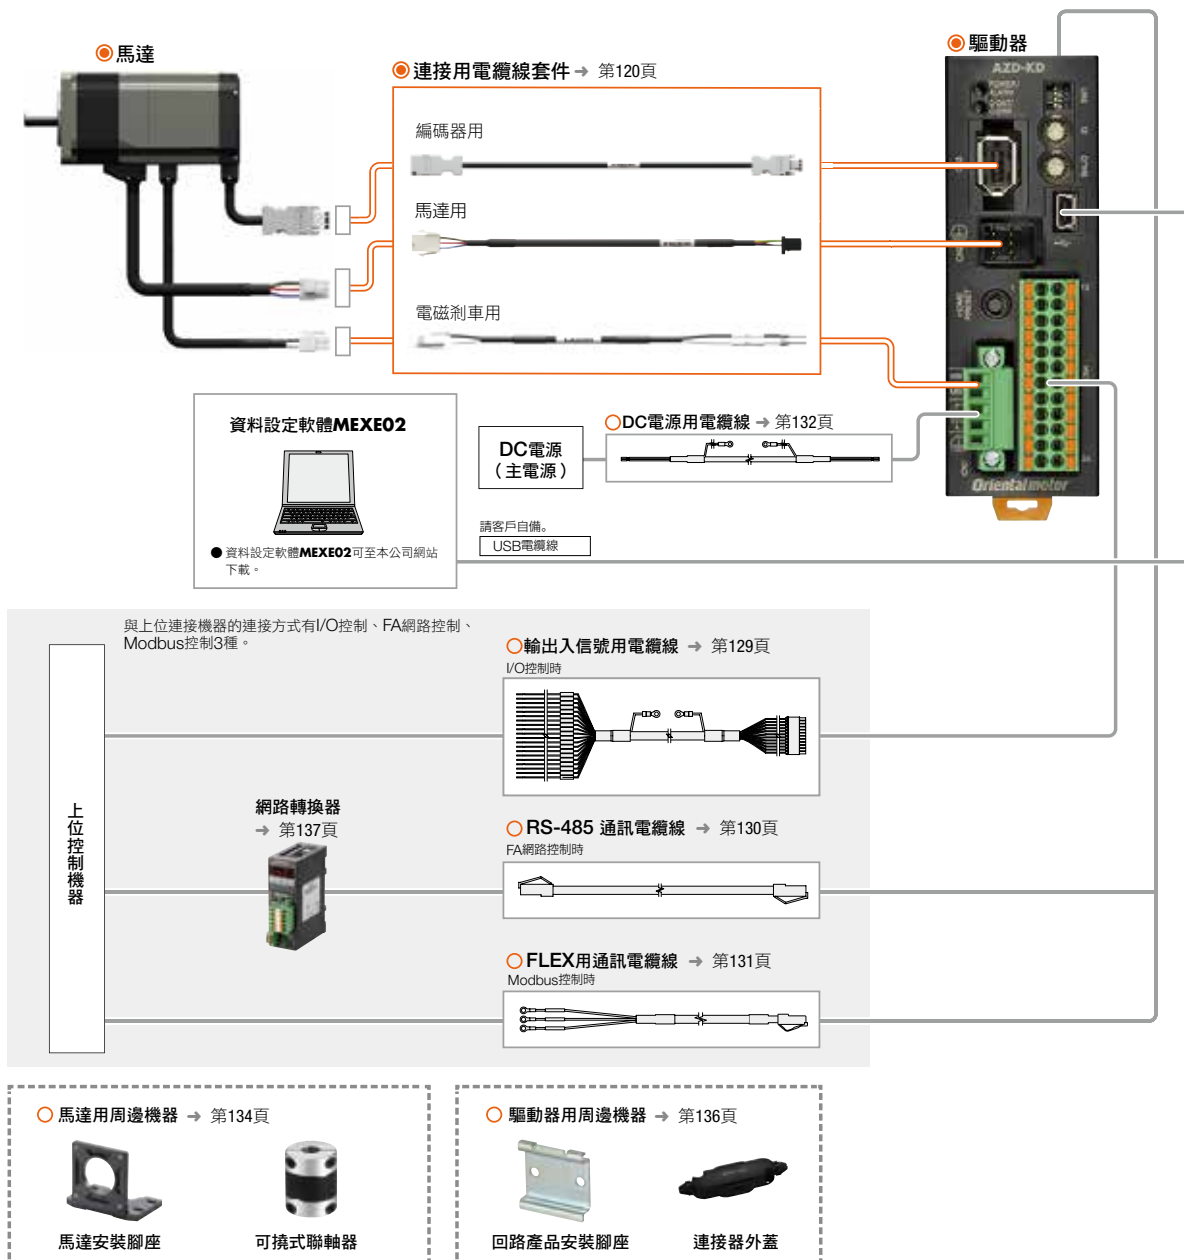 馬達
連接用電纜線套件→ 第120頁
編碼器用
馬達用
電磁剎車用
驅動器
AZD-KD
HOME
PRESET
Orientalmotor
資料設定軟體MEXE02
●資料設定軟體MEXE02可至本公司網站
下載。
DC電源用電纜線 → 第132頁
DC電源
(主電源)
請客戶自備。
USB電纜線
與上位連接機器的連接方式有I/O控制、FA網路控制、
Modbus控制3種。
上位控制機器
網路轉換器
→ 第137頁
輸出入信號用電纜線 → 第129頁
I/O控制時
RS-485 通訊電纜線 → 第130頁
FA網路控制時
FLEX用通訊電纜線 → 第131頁
Modbus控制時
馬達用周邊機器 → 第134頁
馬達安裝腳座
可撓式聯軸器
驅動器用周邊機器 → 第136頁
回路產品安裝腳座
連接器外蓋